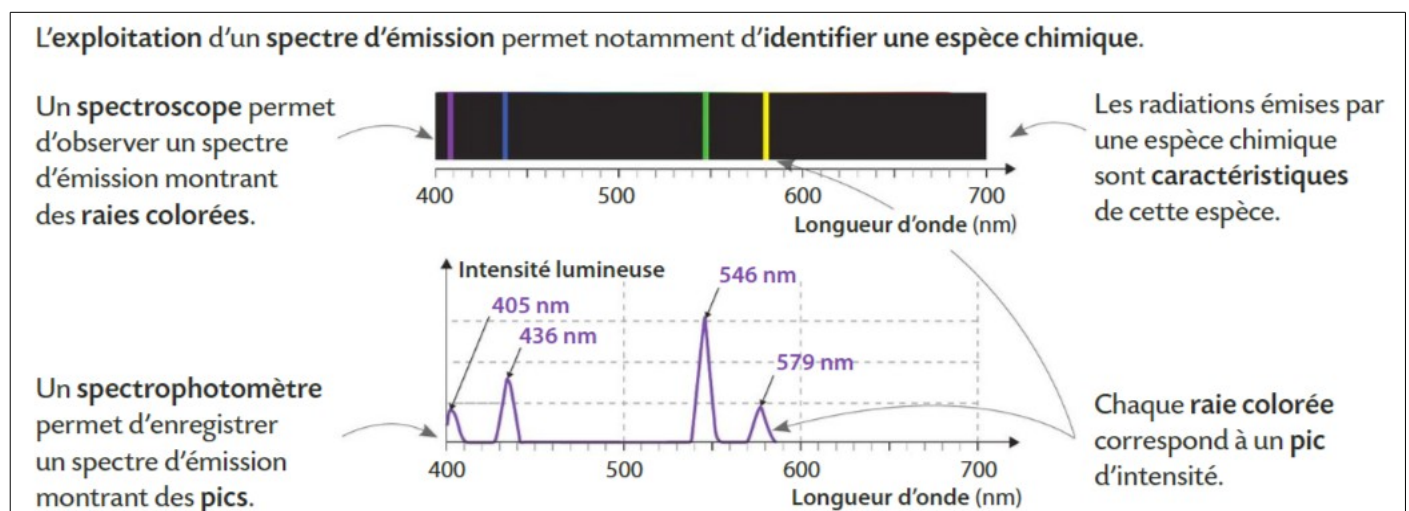 L'exploitation d'un spectre d'émission permet notamment d'identifier une espèce chimique.
Un spectroscope permet
d'observer un spectre
d'émission montrant
des raies colorées.
400 500 600 700
Longueur d'onde (nm)
Les radiations émises par
une espèce chimique
sont caractéristiques
de cette espèce.
Intensité lumineuse
405 nm
436 nm
546 nm
579 nm
400 500 600 700
Longueur d'onde (nm)
Un spectrophotomètre
permet d'enregistrer
un spectre d'émission
montrant des pics.
Chaque raie colorée
correspond à un pic
d'intensité.